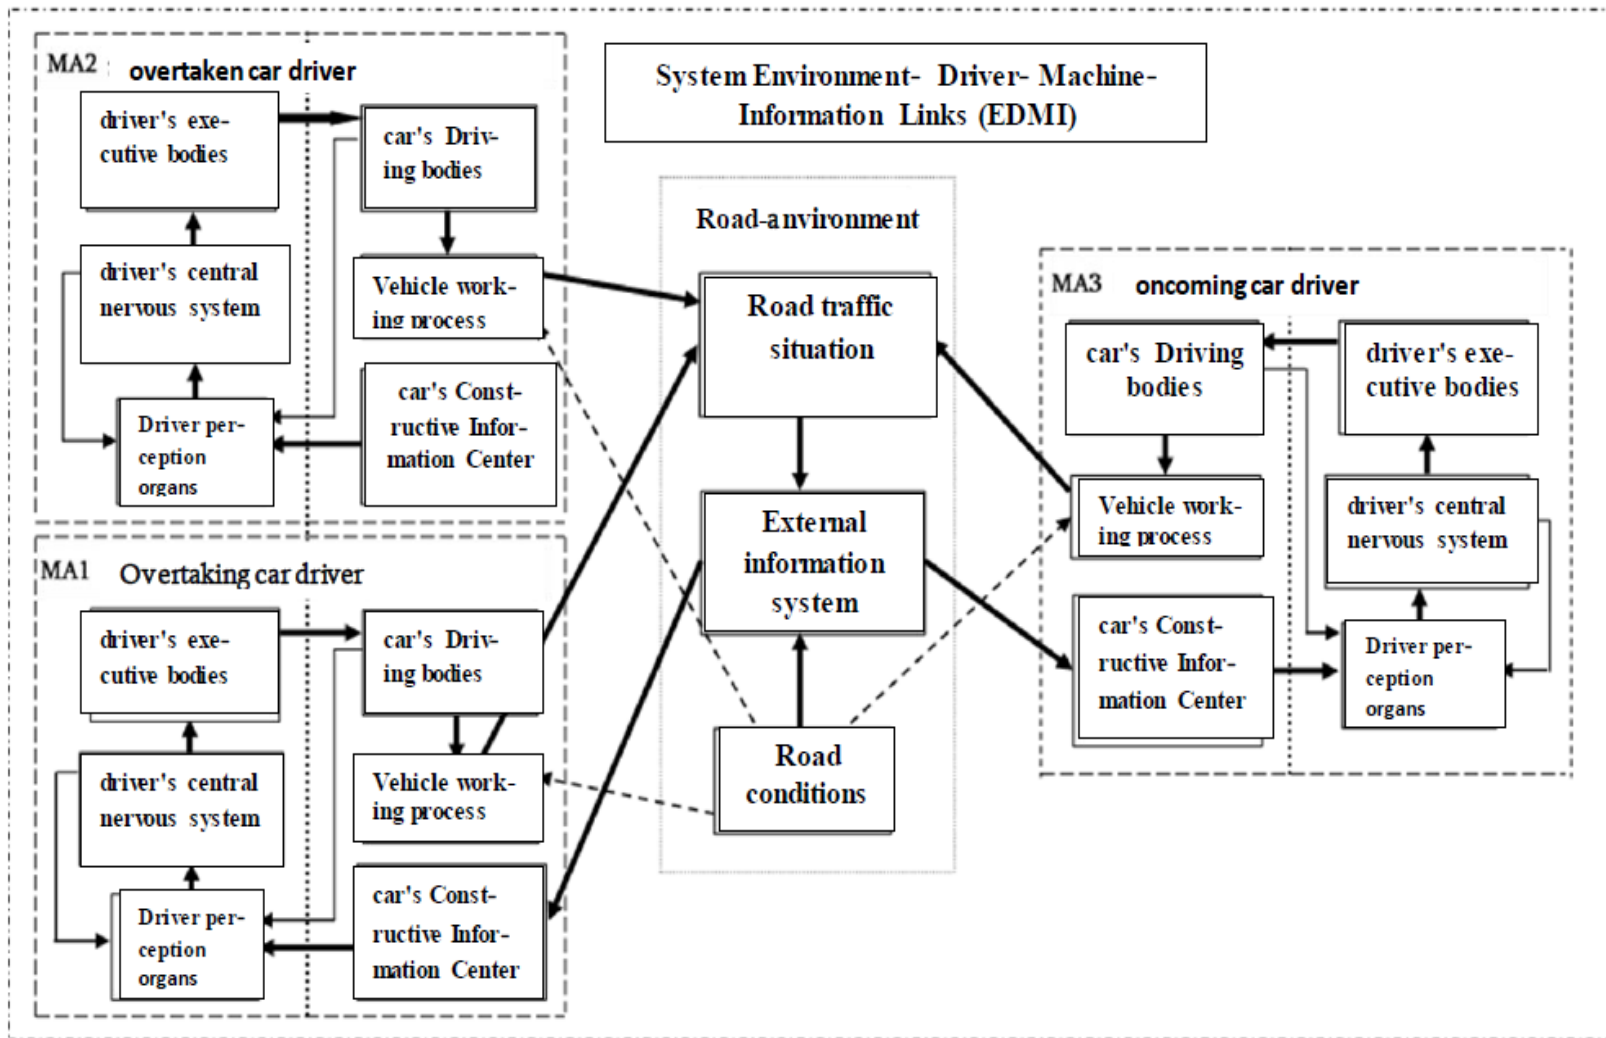 System Environment- Driver- Machine-
Information Links (EDMI)
MA2
overtaken car driver
driver's exe-
cutive bodies
car's Driv-
ing bodies
driver's central
nervous system
Vehicle work-
ing process
Driver per-
ception
organs
car's Const-
ructive Infor-
mation Center
MA1
Overtaking car driver
driver's exe-
cutive bodies
car's Driv-
ing bodies
driver's central
nervous system
Vehicle work-
ing process
Driver per-
ception
organs
car's Const-
ructive Infor-
mation Center
Road-anvironment
Road traffic
situation
External
information
system
Road
conditions
MA3
oncoming car driver
car's Driving
bodies
driver's exe-
cutive bodies
Vehicle work-
ing process
driver's central
nervous system
car's Const-
ructive Infor-
mation Center
Driver per-
ception
organs